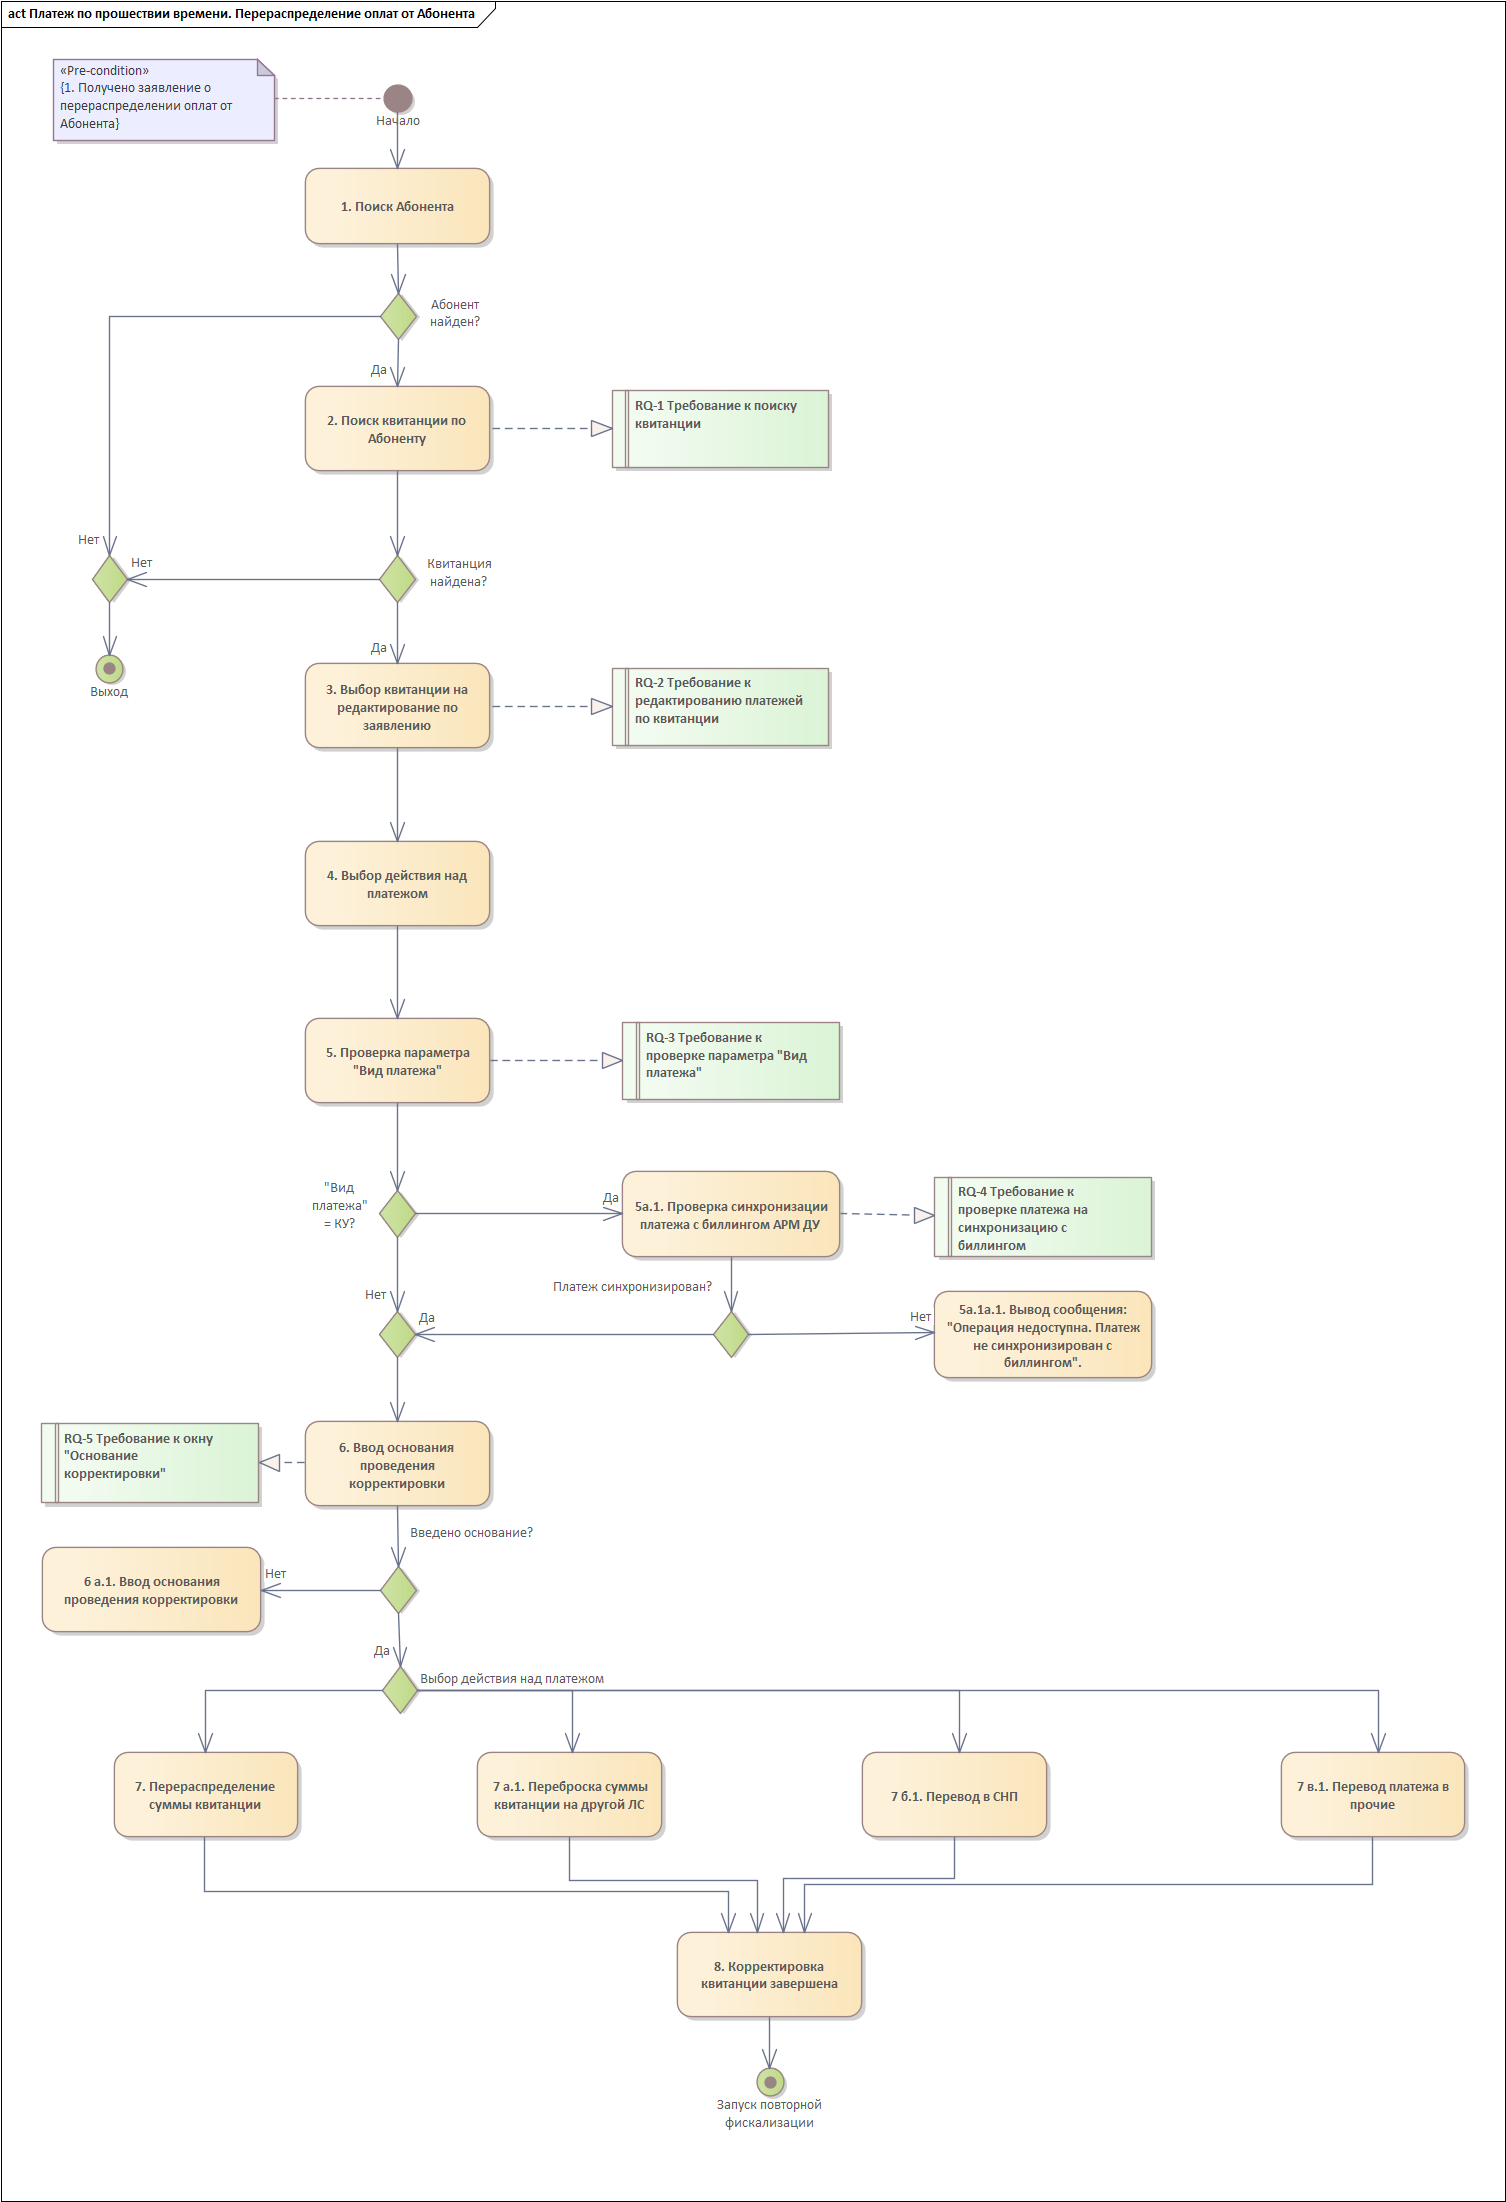 act Платеж по прошествии времени. Перераспределение оплат от Абонента
«Pre-condition»
{1. Получено заявление о
перераспределении оплат от
Абонента}
Начало
1. Поиск Абонента
Абонент
найден?
Да
2. Поиск квитанции по
Абоненту
RQ-1 Требование к поиску
квитанции
Нет
Нет
Квитанция
найдена?
Да
Выход
3. Выбор квитанции на
редактирование по
заявлению
RQ-2 Требование к
редактированию платежей
по квитанции
4. Выбор действия над
платежом
5. Проверка параметра
"Вид платежа"
RQ-3 Требование к
проверке параметра "Вид
платежа"
"Вид
платежа"
= КУ?
Да
5а.1. Проверка синхронизации
платежа с биллингом АРМ ДУ
RQ-4 Требование к
проверке платежа на
синхронизацию с
биллингом
Нет
Платеж синхронизирован?
Да
Нет
5а.1а.1. Вывод сообщения:
"Операция недоступна. Платеж
не синхронизирован с
биллингом".
RQ-5 Требование к окну
"Основание
корректировки"
6. Ввод основания
проведения
корректировки
Введено основание?
Нет
6 а.1. Ввод основания
проведения корректировки
Да
Выбор действия над платежом
7. Перераспределение
суммы квитанции
7 а.1. Переброска суммы
квитанции на другой ЛС
7 б.1. Перевод в СНП
7 в.1. Перевод платежа в
прочие
8. Корректировка
квитанции завершена
Запуск повторной
фискализации